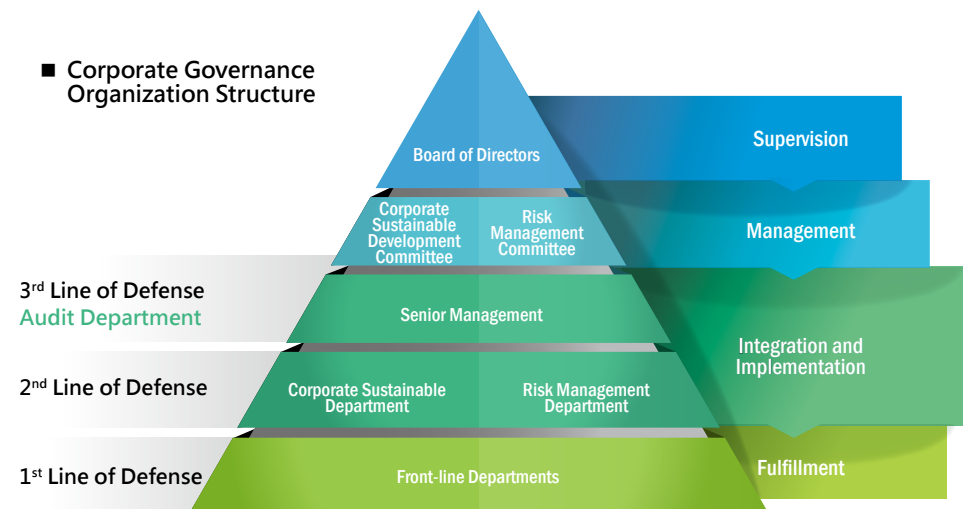 ■ Corporate Governance
Organization Structure
Board of Directors
Supervision
Corporate
Sustainable
Development
Committee
Risk
Management
Committee
Management
3rd Line of Defense
Audit Department
Senior Management
Integration and
Implementation
2nd Line of Defense
Corporate Sustainable
Department
Risk Management
Department
1st Line of Defense
Front-line Departments
Fulfillment